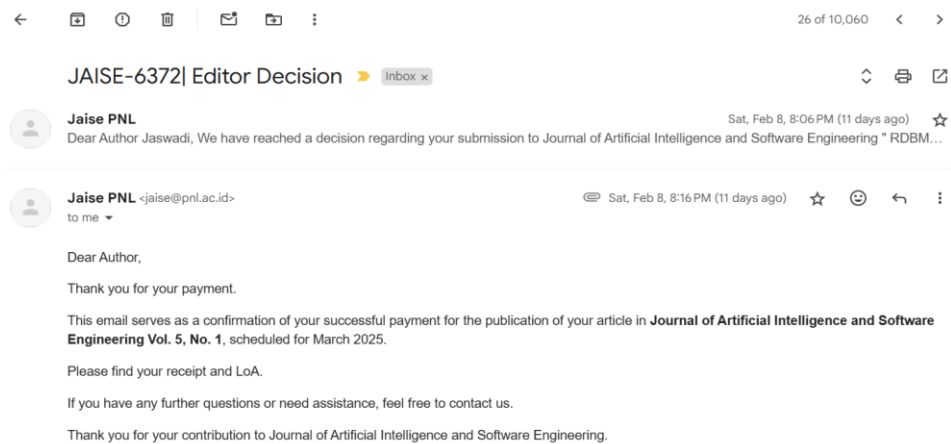 26 of 10,060
JAISE-6372| Editor Decision Inbox ×
Jaise PNL Sat, Feb 8, 8:06 PM (11 days ago)
Dear Author Jaswadi, We have reached a decision regarding your submission to Journal of Artificial Intelligence and Software Engineering " RDBM...
Jaise PNL <jaise@pnl.ac.id> Sat, Feb 8, 8:16 PM (11 days ago)
to me
Dear Author,
Thank you for your payment.
This email serves as a confirmation of your successful payment for the publication of your article in Journal of Artificial Intelligence and Software
Engineering Vol. 5, No. 1, scheduled for March 2025.
Please find your receipt and LoA.
If you have any further questions or need assistance, feel free to contact us.
Thank you for your contribution to Journal of Artificial Intelligence and Software Engineering.